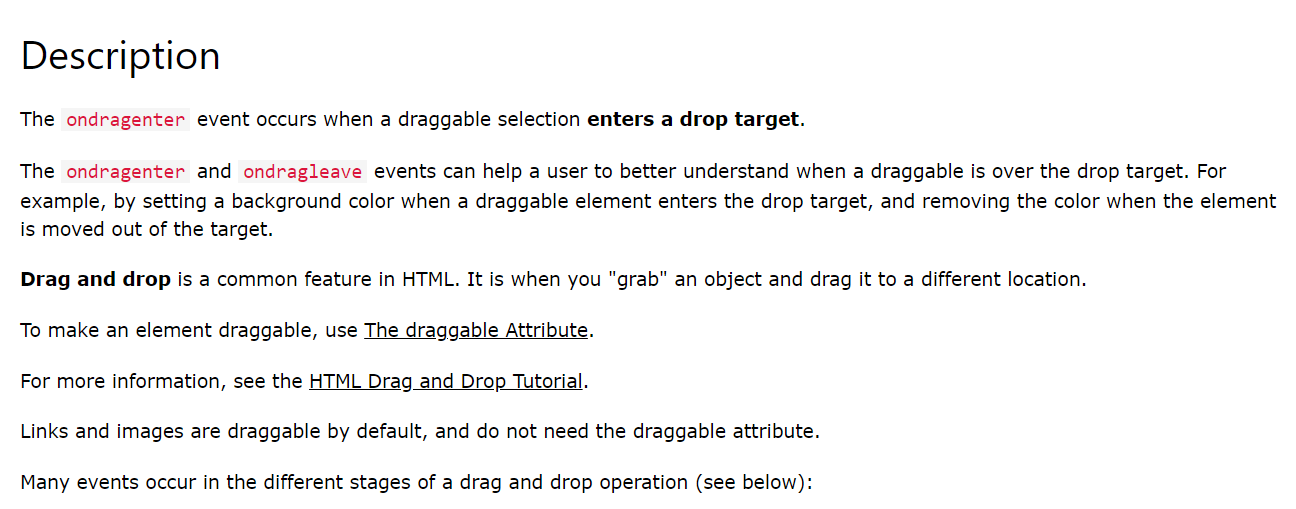 Description
The ondragenter event occurs when a draggable selection enters a drop target.
The ondragenter and ondragleave events can help a user to better understand when a draggable is over the drop target. For
example, by setting a background color when a draggable element enters the drop target, and removing the color when the element
is moved out of the target.
Drag and drop is a common feature in HTML. It is when you "grab" an object and drag it to a different location.
To make an element draggable, use The draggable Attribute.
For more information, see the HTML Drag and Drop Tutorial.
Links and images are draggable by default, and do not need the draggable attribute.
Many events occur in the different stages of a drag and drop operation (see below):